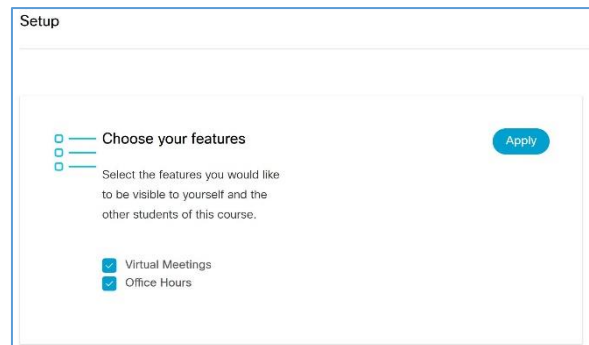 Setup
Choose your features
Apply
Select the features you would like
to be visible to yourself and the
other students of this course.
Virtual Meetings
Office Hours